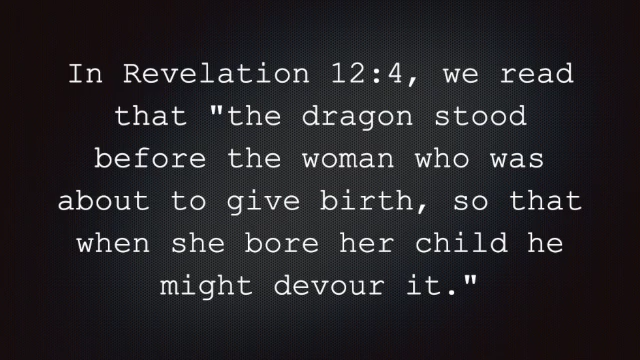 In Revelation 12:4, we read
that "the dragon stood
before the woman who was
about to give birth, so that
when she bore her child he
might devour it."